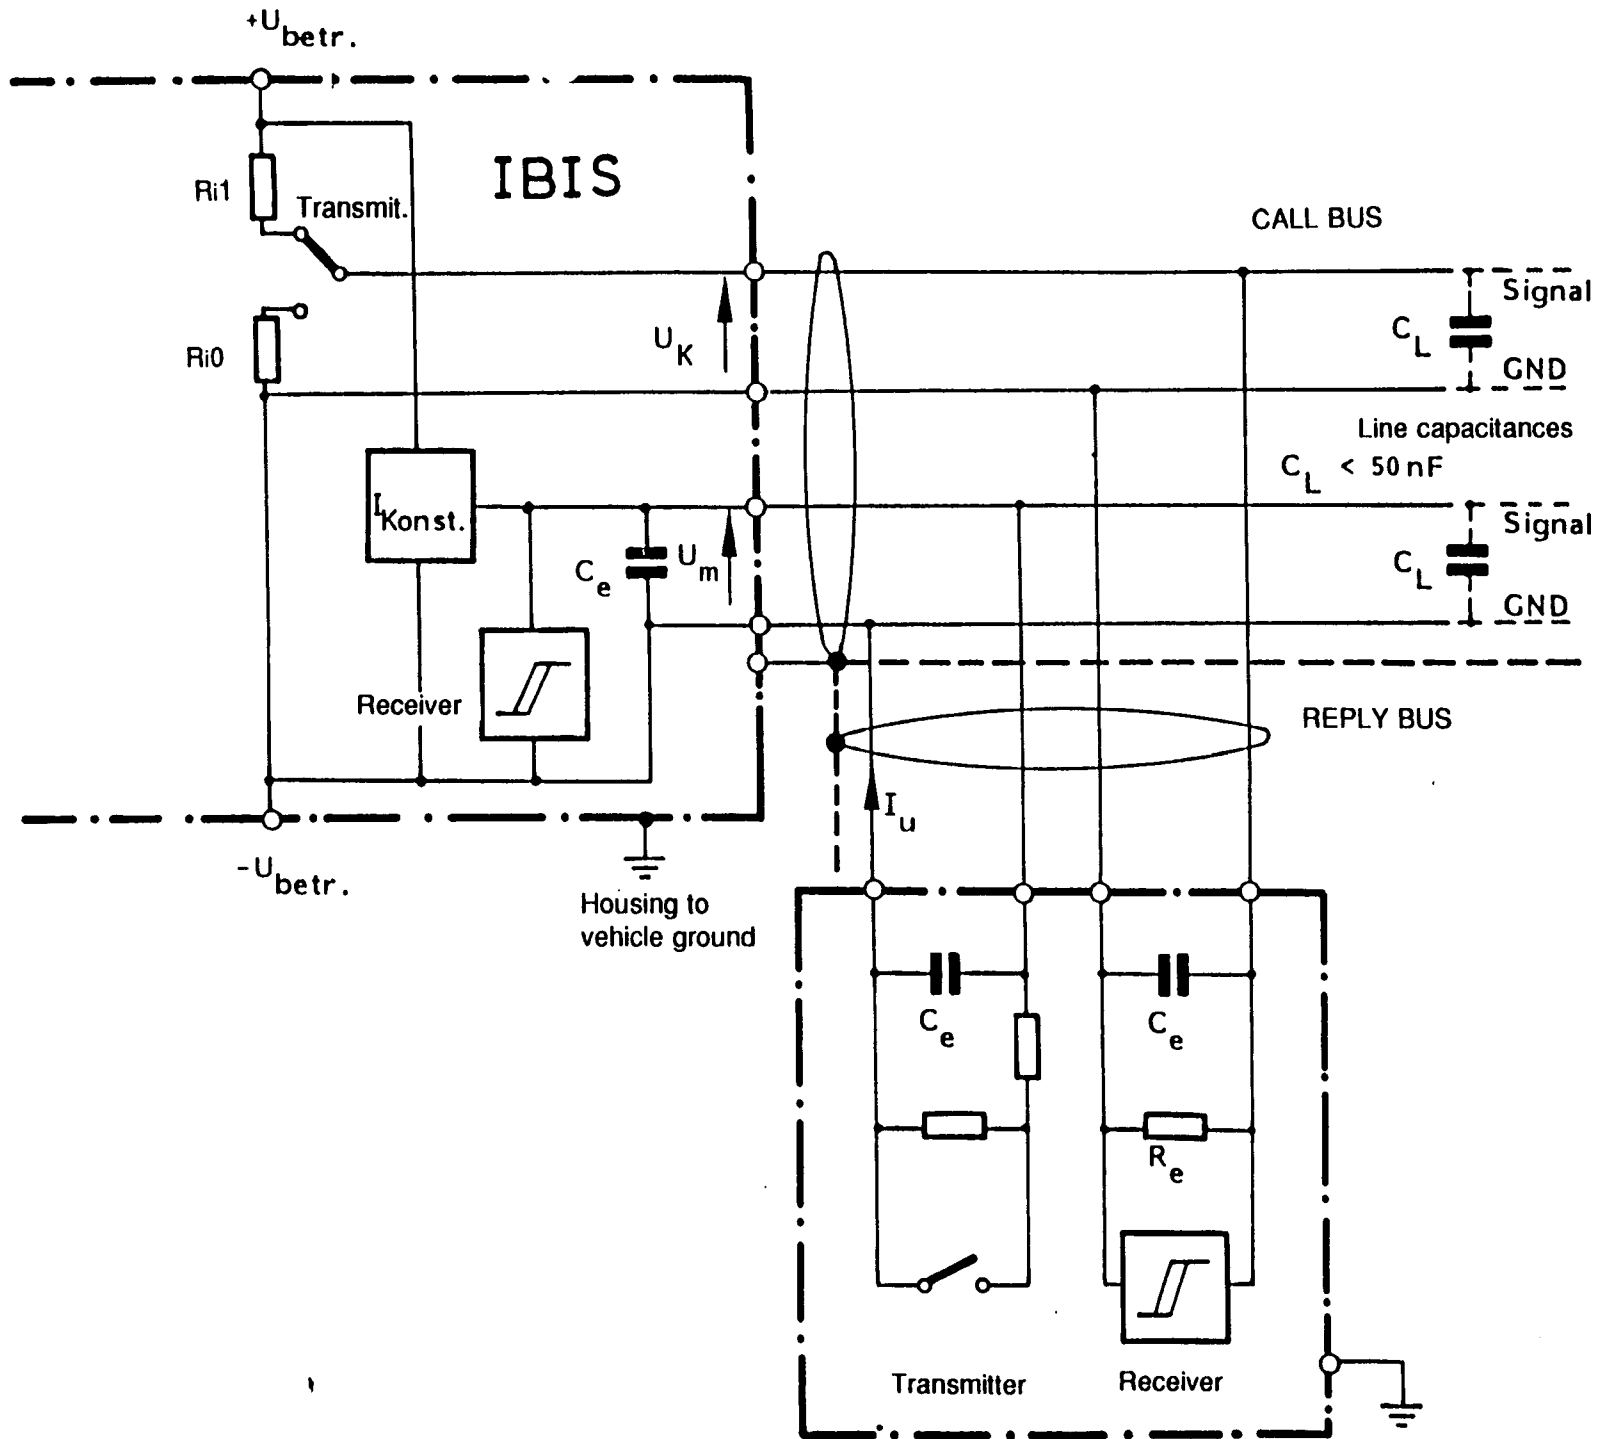 +Ubetr.
IBIS
Ri1
Transmit.
CALL BUS
Signal
UK
CL
Ri0
GND
Line capacitances
CL < 50 nF
IKonst.
Signal
Ce
Um
CL
GND
Receiver
REPLY BUS
Iu
-Ubetr.
Housing to
vehicle ground
Ce
Ce
Re
Transmitter
Receiver